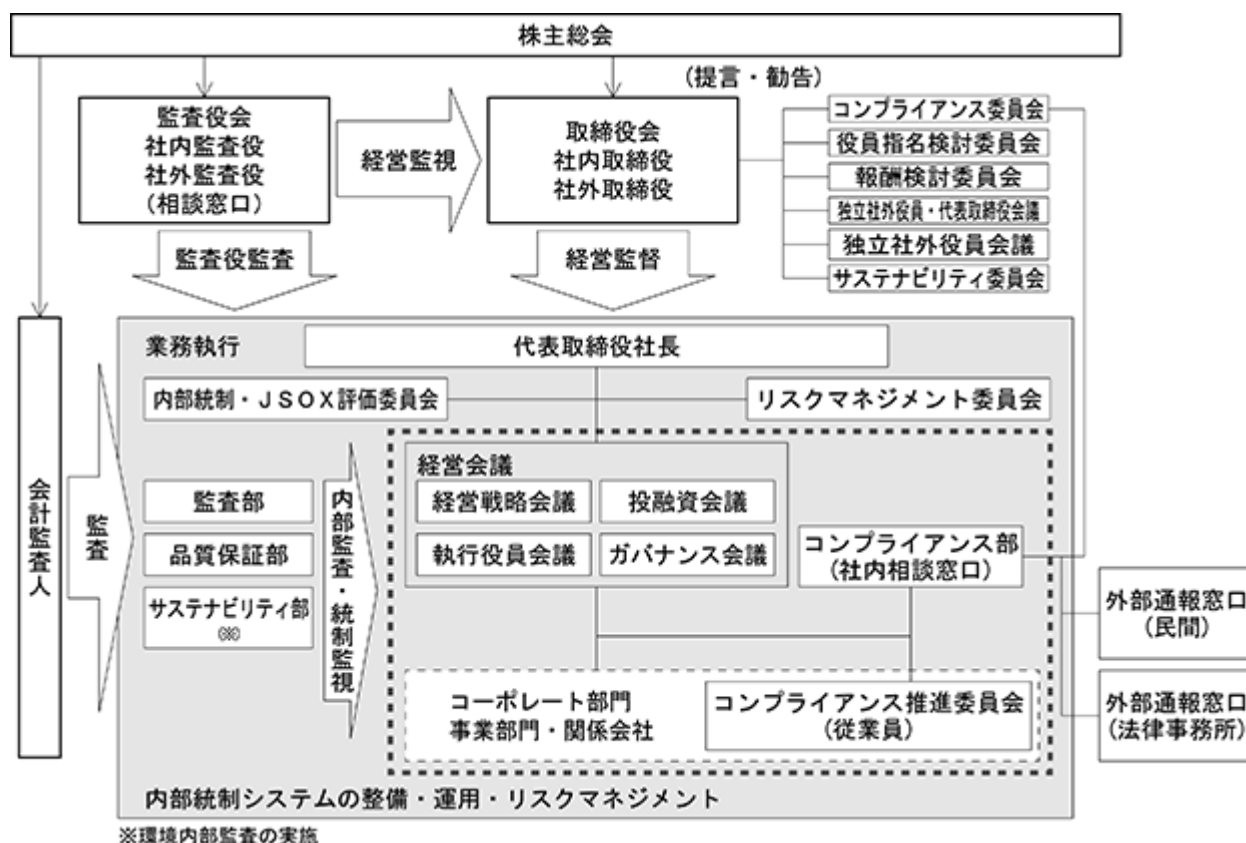 株主総会
(提言・勧告)
監査役会
社内監査役
社外監査役
(相談窓口)
経営監視
取締役会
社内取締役
社外取締役
コンプライアンス委員会
役員指名検討委員会
報酬検討委員会
独立社外役員・代表取締役会議
独立社外役員会議
サステナビリティ委員会
監査役監査
経営監督
会計監査人
監査
業務執行
代表取締役社長
内部統制・ＪＳＯＸ評価委員会
リスクマネジメント委員会
監査部
品質保証部
サステナビリティ部
(※)
内部監査・統制監視
経営会議
経営戦略会議
投融資会議
執行役員会議
ガバナンス会議
コンプライアンス部
(社内相談窓口)
外部通報窓口
(民間)
外部通報窓口
(法律事務所)
コーポレート部門
事業部門・関係会社
コンプライアンス推進委員会
(従業員)
内部統制システムの整備・運用・リスクマネジメント
※環境内部監査の実施